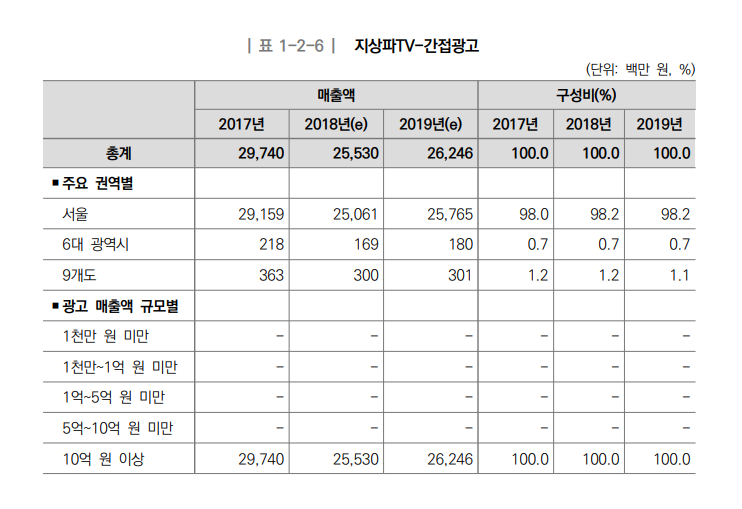 | 표 1-2-6 | 지상파TV-간접광고
(단위: 백만 원, %)
매출액 구성비(%)
2017년 2018년(e) 2019년(e) 2017년 2018년 2019년
총계 29,740 25,530 26,246 100.0 100.0 100.0
■ 주요 권역별
서울 29,159 25,061 25,765 98.0 98.2 98.2
6대 광역시 218 169 180 0.7 0.7 0.7
9개도 363 300 301 1.2 1.2 1.1
■ 광고 매출액 규모별
1천만 원 미만 - - - - - -
1천만~1억 원 미만 - - - - - -
1억~5억 원 미만 - - - - - -
5억~10억 원 미만 - - - - - -
10억 원 이상 29,740 25,530 26,246 100.0 100.0 100.0